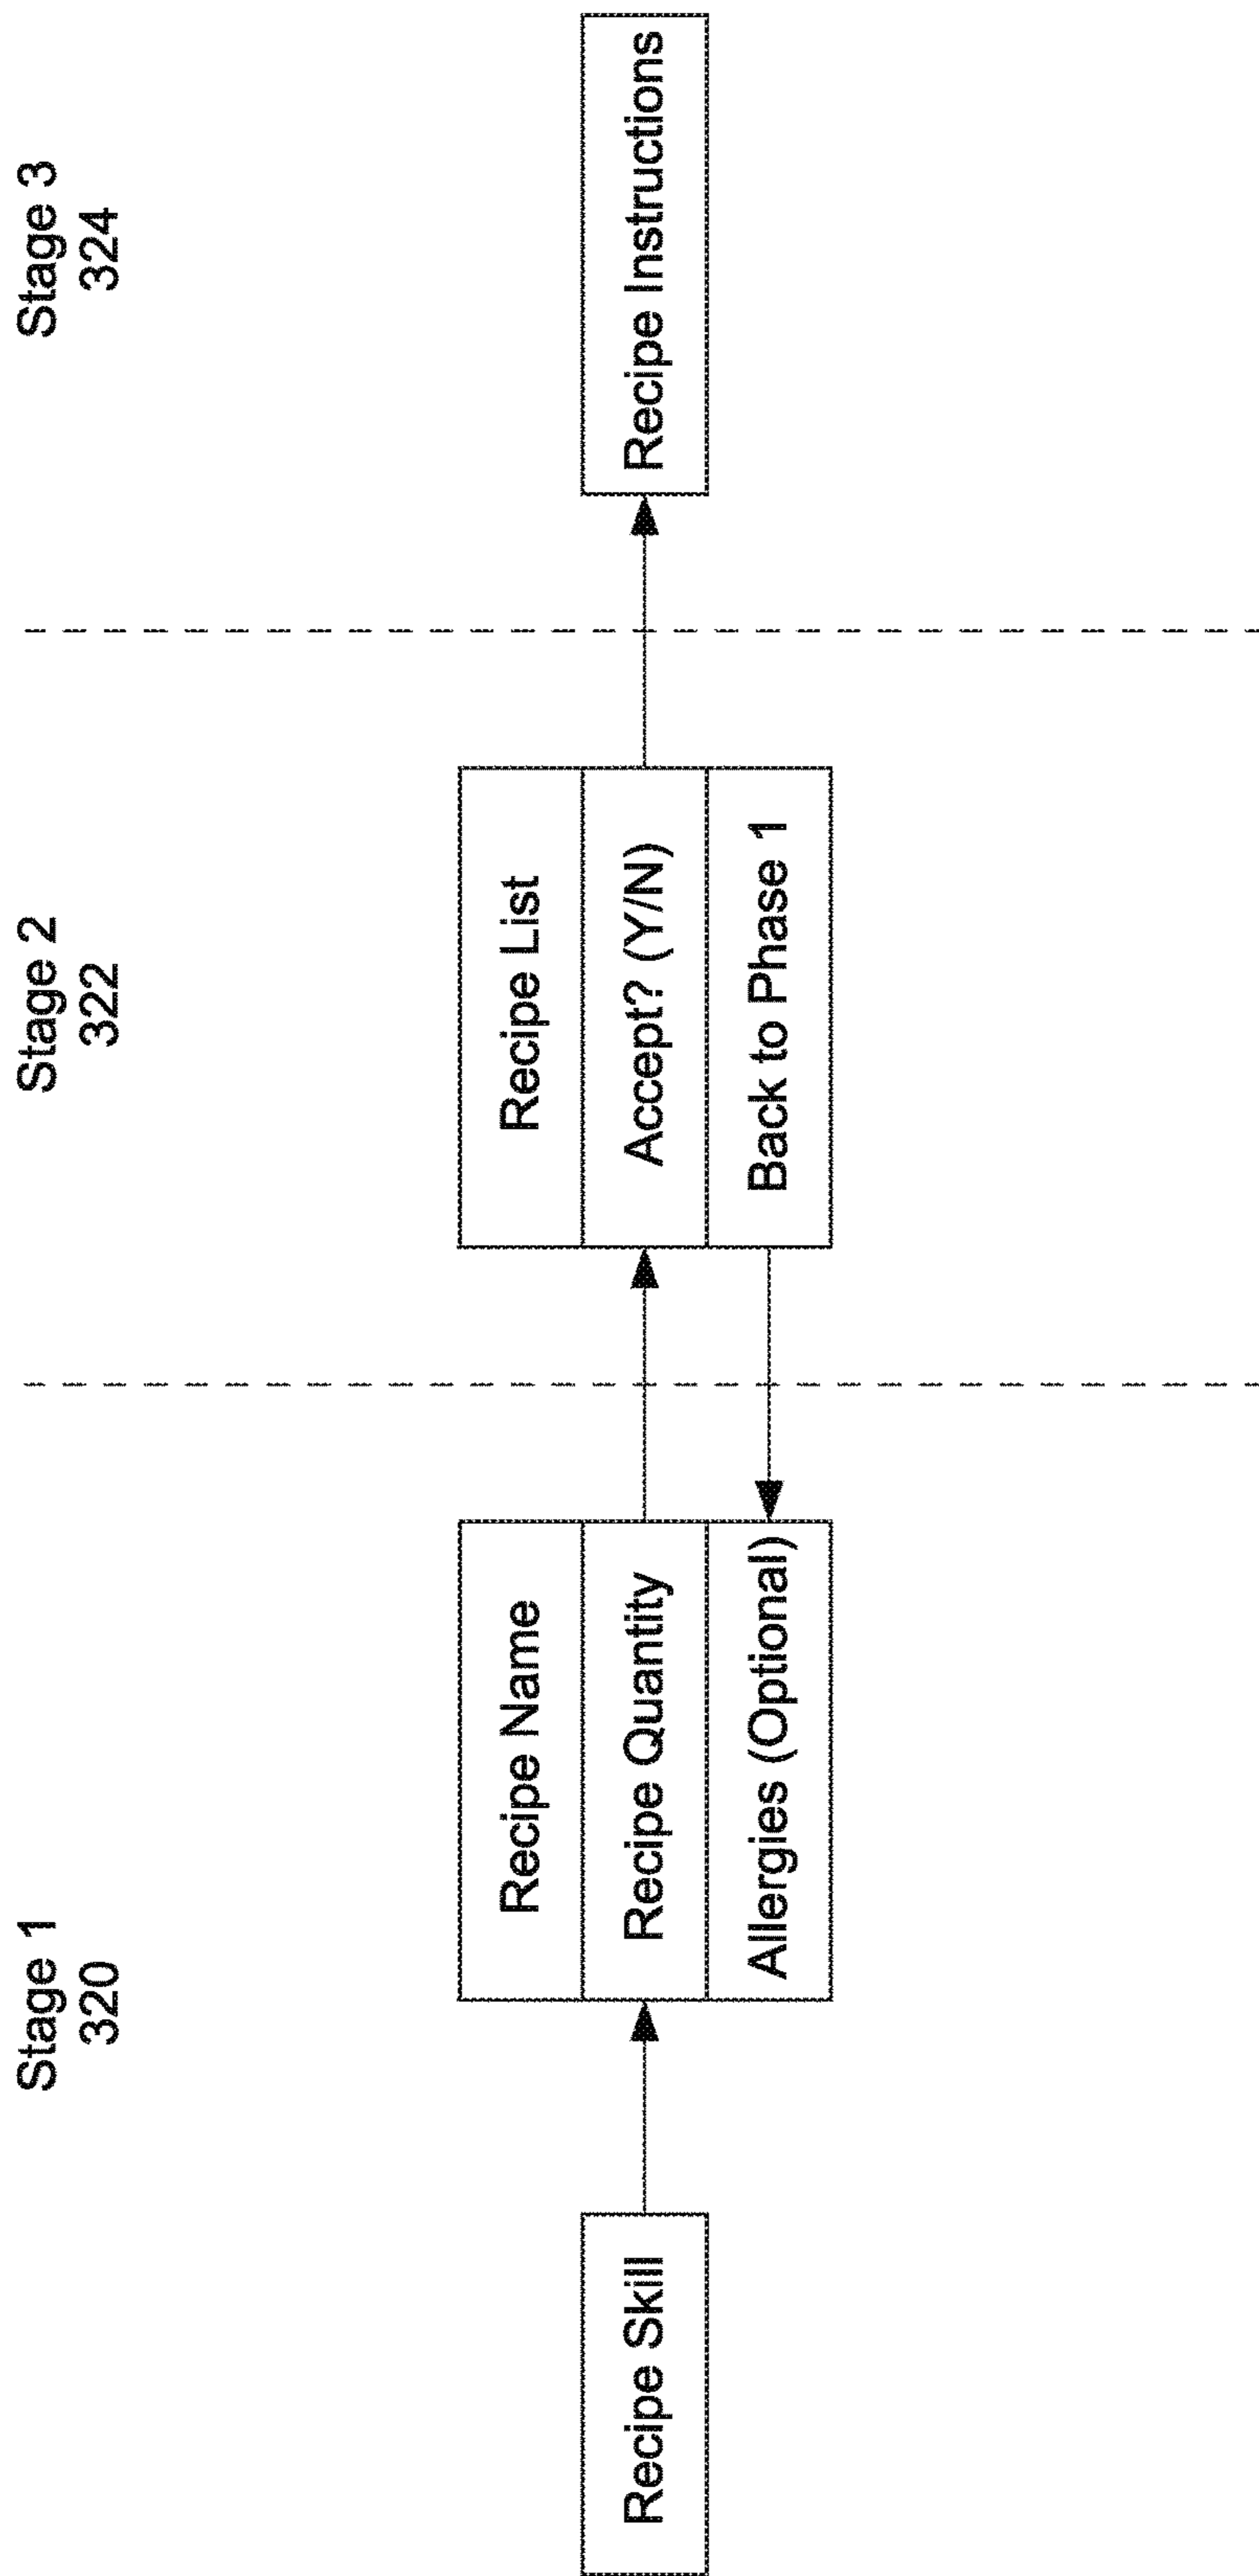 Stage 1
320
Stage 2
322
Stage 3
324
Recipe Skill
Recipe Name
Recipe Quantity
Allergies (Optional)
Recipe List
Accept? (Y/N)
Back to Phase 1
Recipe Instructions